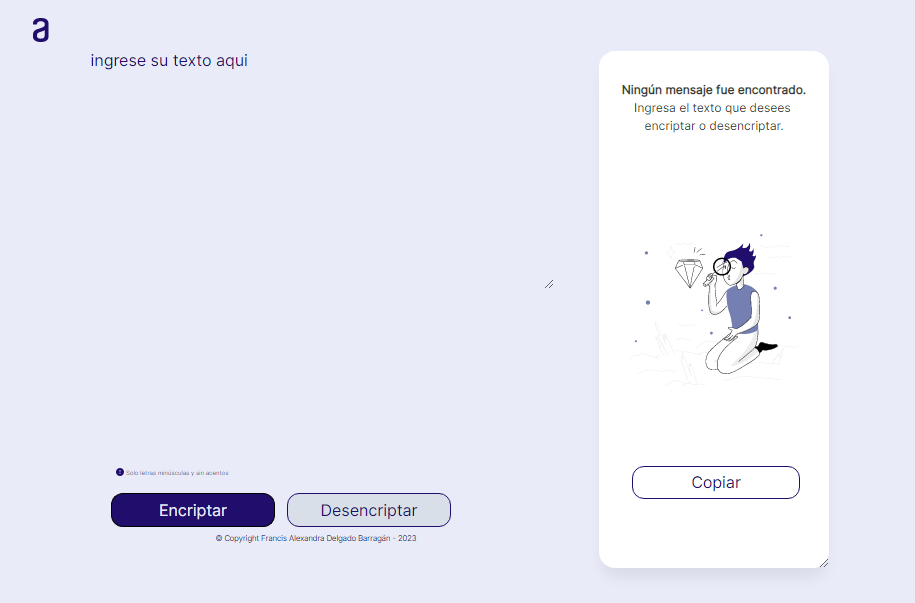 a
ingrese su texto aqui
Ningún mensaje fue encontrado.
Ingresa el texto que desees
encriptar o desencriptar.
Solo letras minúsculas y sin acentos
Encriptar
Desencriptar
Copiar
© Copyright Francis Alexandra Delgado Barragán - 2023